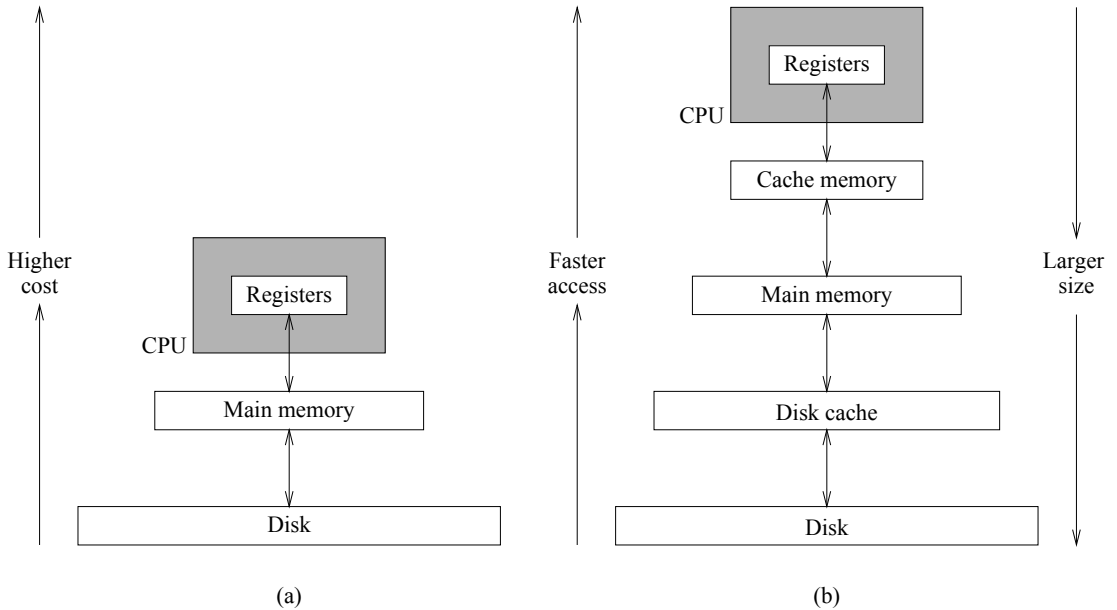 Higher
cost
Registers
CPU
Main memory
Disk
(a)
Faster
access
Registers
CPU
Cache memory
Main memory
Disk cache
Disk
Larger
size
(b)